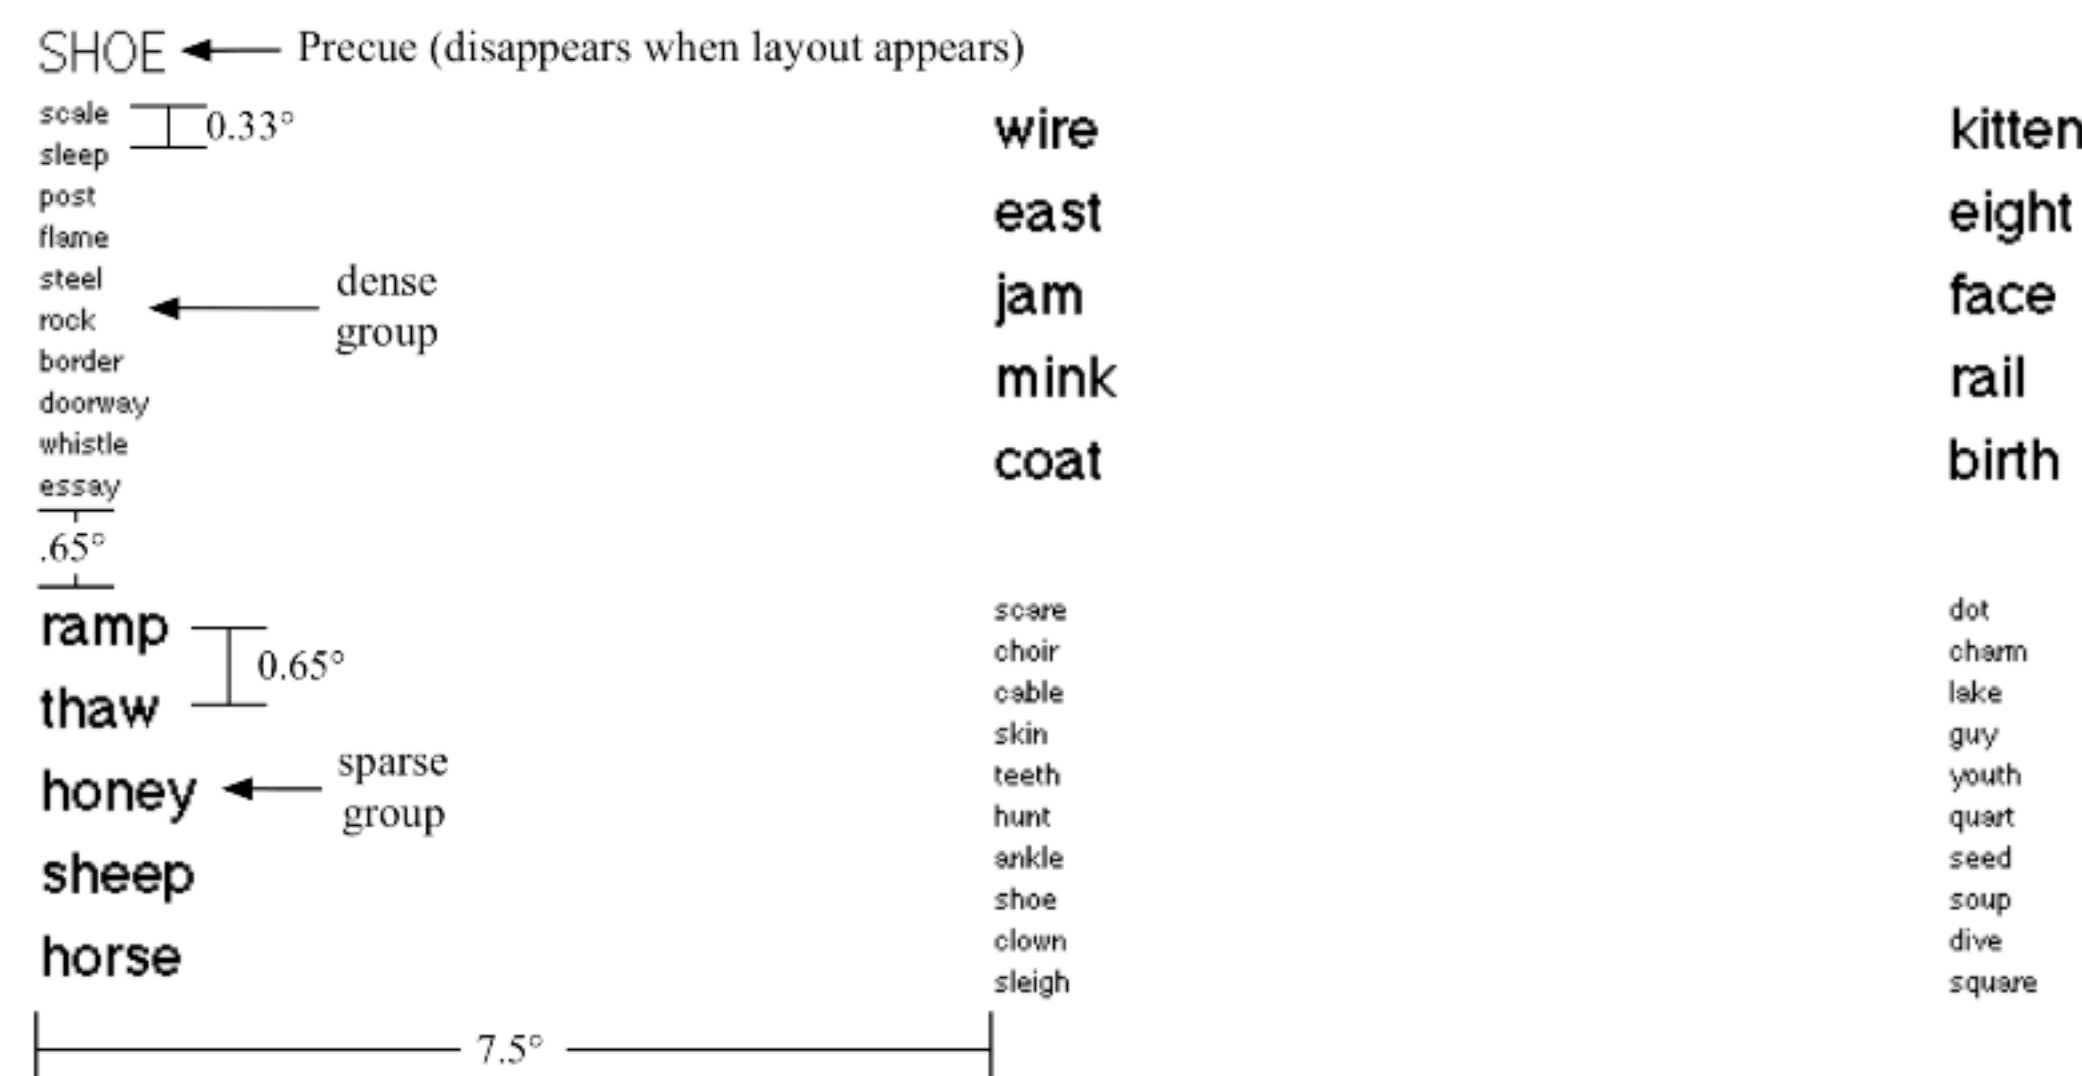 SHOE Precue (disappears when layout appears)
scale
sleep
post
flame
steel
rock
border
doorway
whistle
essay
0.33°
dense
group
.65°
ramp
thaw
honey
sheep
horse
0.65°
sparse
group
wire
east
jam
mink
coat
scare
choir
cable
skin
teeth
hunt
ankle
shoe
clown
sleigh
kitten
eight
face
rail
birth
dot
charm
lake
guy
youth
quart
seed
soup
dive
square
7.5°